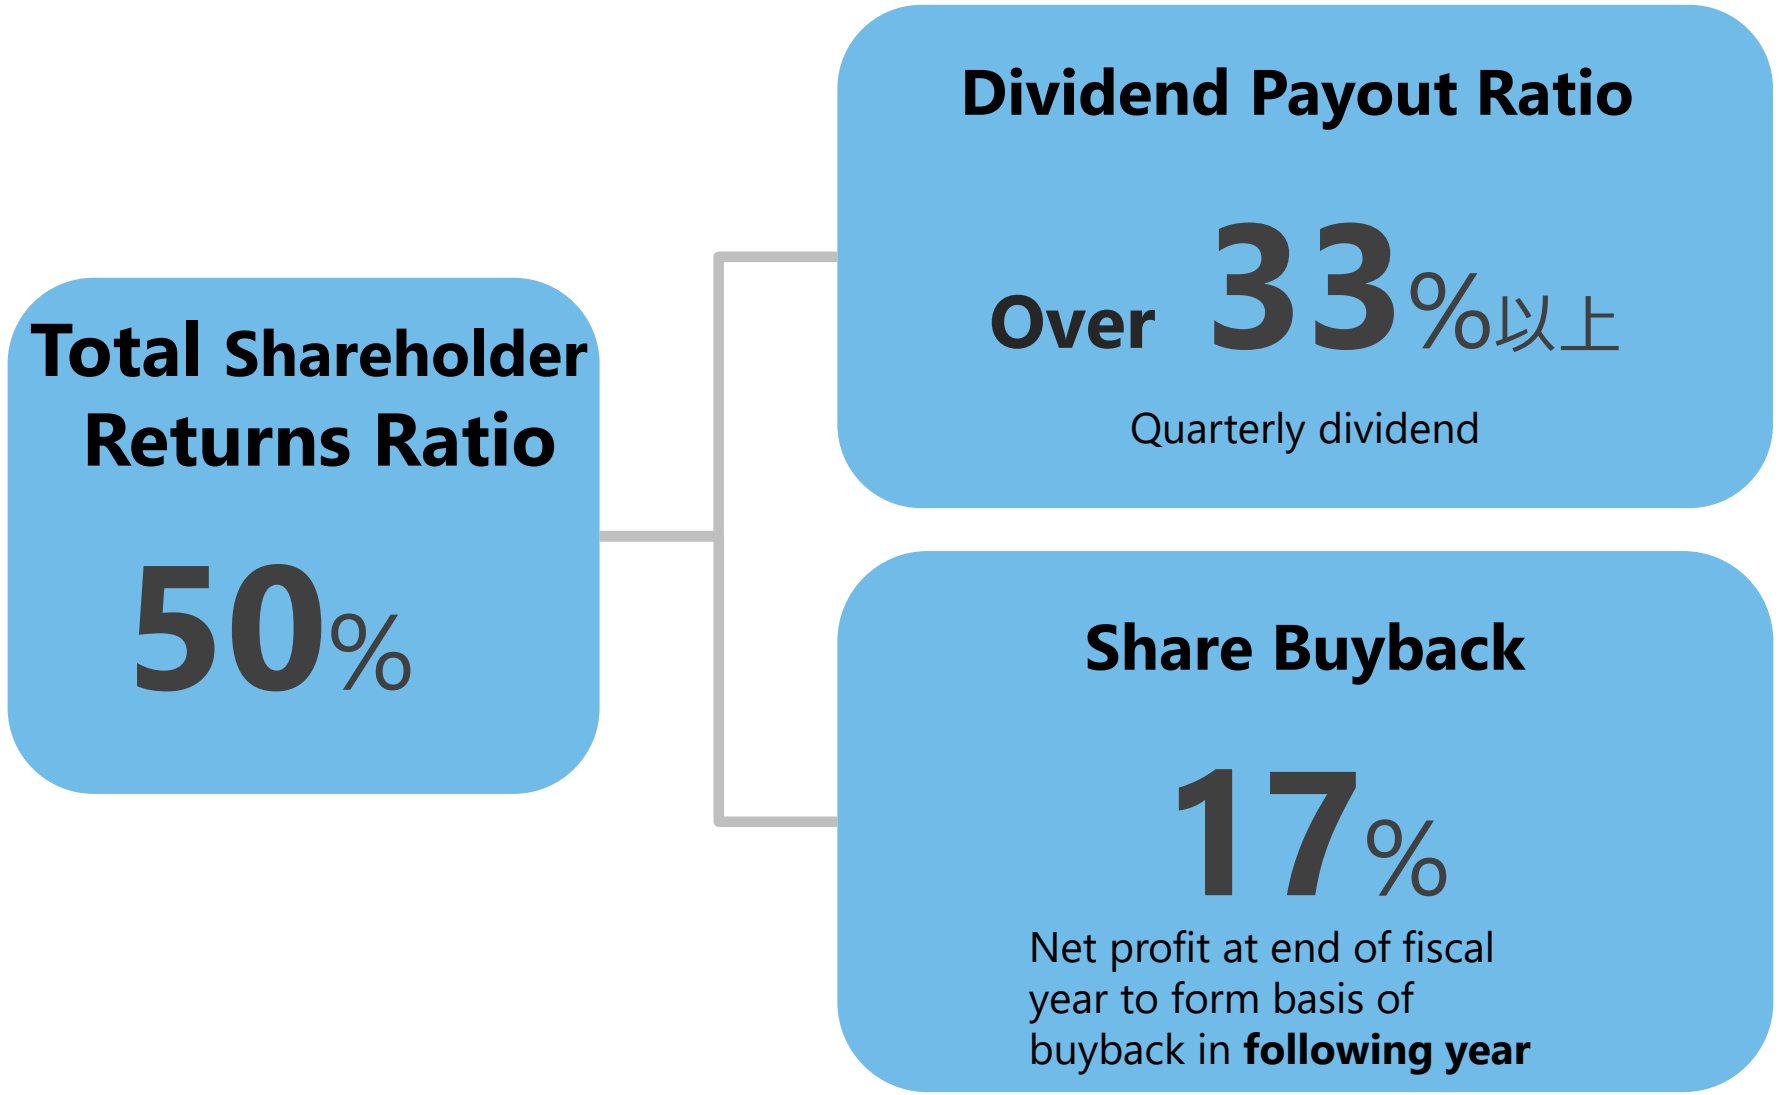 Total Shareholder
Returns Ratio
50%
Dividend Payout Ratio
Over 33%以上
Quarterly dividend
Share Buyback
17%
Net profit at end of fiscal
year to form basis of
buyback in following year